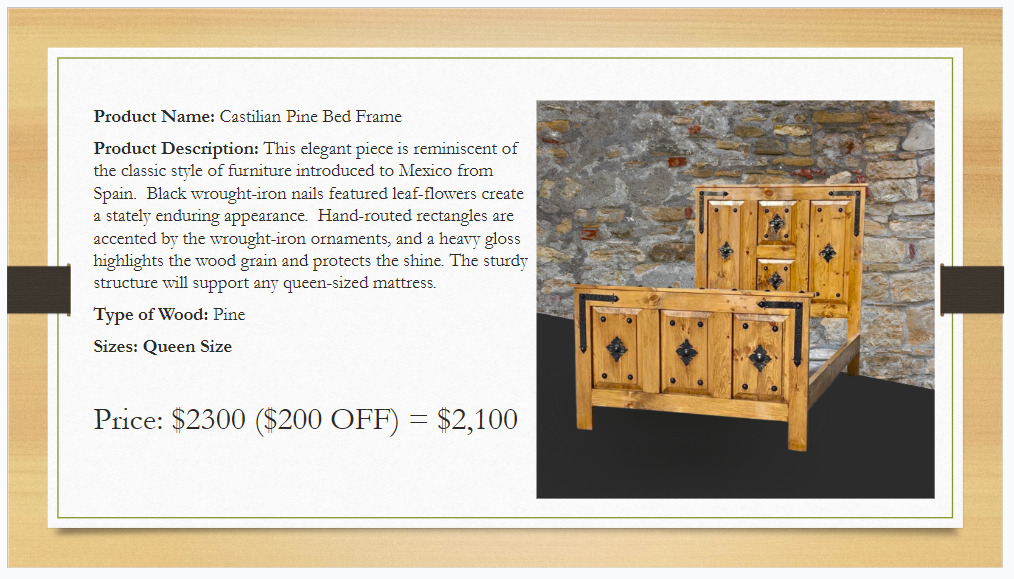 Product Name: Castilian Pine Bed Frame
Product Description: This elegant piece is reminiscent of
the classic style of furniture introduced to Mexico from
Spain.  Black wrought-iron nails featured leaf-flowers create
a stately enduring appearance.  Hand-routed rectangles are
accented by the wrought-iron ornaments, and a heavy gloss
highlights the wood grain and protects the shine. The sturdy
structure will support any queen-sized mattress.
Type of Wood: Pine
Sizes: Queen Size
Price: $2300 ($200 OFF) = $2,100